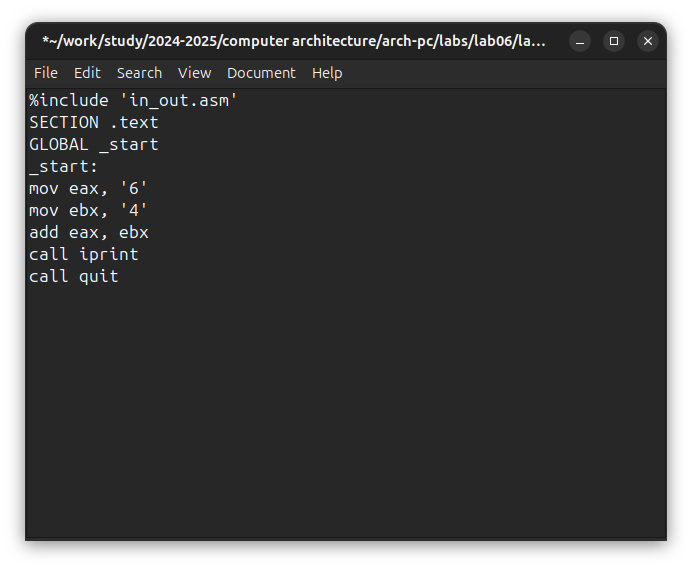 *~/work/study/2024-2025/computer architecture/arch-pc/labs/lab06/la...
File Edit Search View Document Help
%include 'in_out.asm'
SECTION .text
GLOBAL _start
_start:
mov eax, '6'
mov ebx, '4'
add eax, ebx
call iprint
call quit